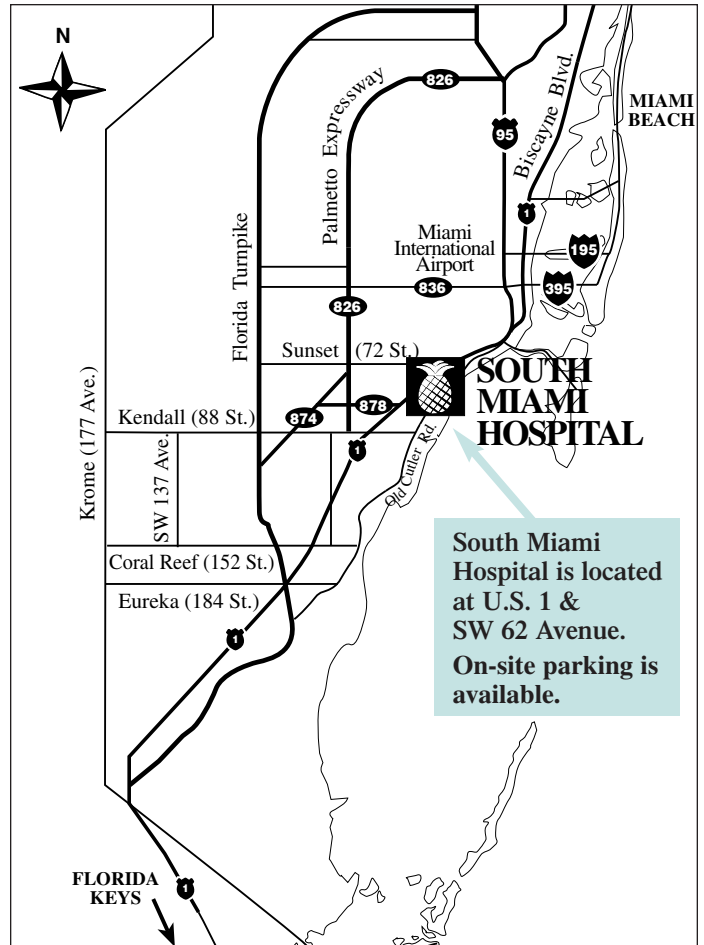 N
826
Palmetto Expressway
95
Biscayne Blvd.
MIAMI
BEACH
1
Florida Turnpike
Miami
International
Airport
195
836
395
826
Sunset (72 St.)
SOUTH
MIAMI
HOSPITAL
878
874
Kendall (88 St.)
1
Old Cutler Rd.
Krome (177 Ave.)
SW 137 Ave.
South Miami
Hospital is located
at U.S. 1 &
SW 62 Avenue.
On-site parking is
available.
Coral Reef (152 St.)
Eureka (184 St.)
1
FLORIDA
KEYS
1